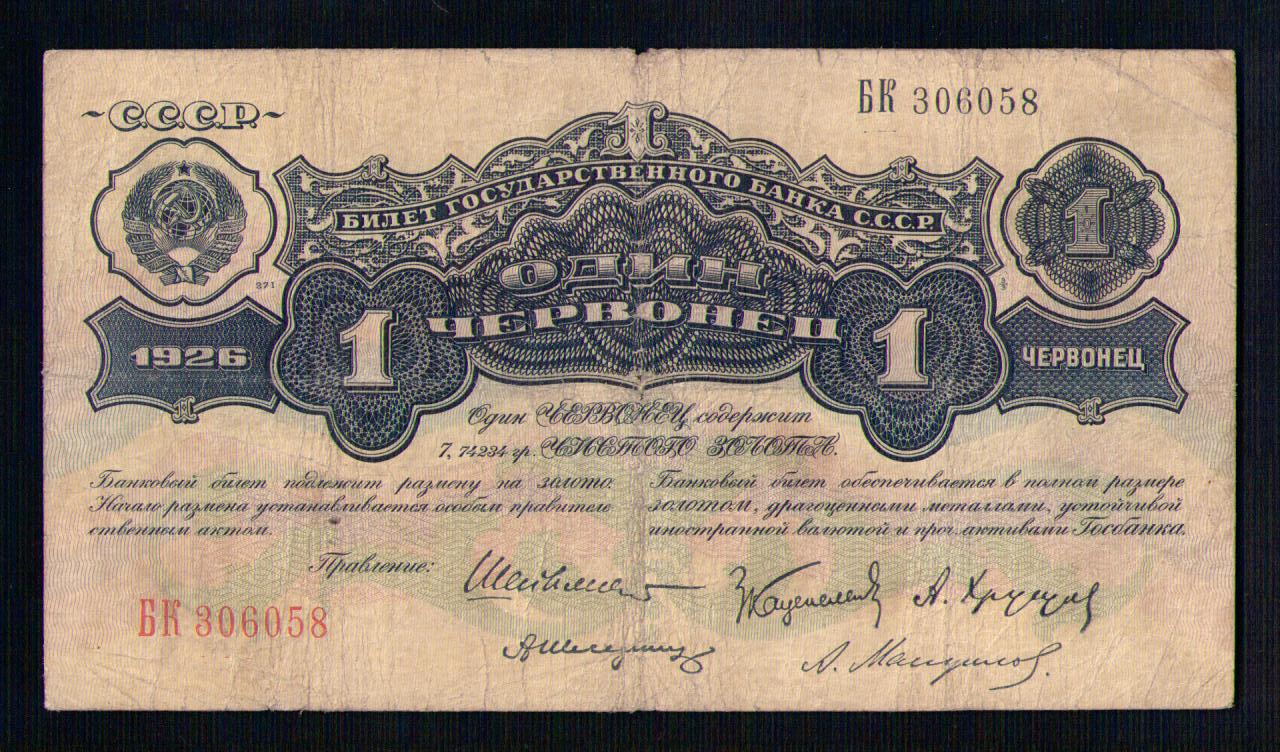 ~С.С.С.Р.~
БК 306058
1
БИЛЕТ ГОСУДАРСТВЕННОГО БАНКА С.С.С.Р.
1
371
ОДИН
ЧЕРВОНЕЦ
1
1
1926
ЧЕРВОНЕЦ
Один ЧЕРВОНЕЦ содержит
7,74234 гр. ЧИСТОГО ЗОЛОТА.
Банковый билет подлежит размену на золото.
Начало размена устанавливается особым правитель
ственным актом.
Банковый билет обеспечивается в полном размере
золотом, драгоценными металлами, устойчивой
иностранной валютой и проч. активами Госбанка.
Правление:
БК 306058